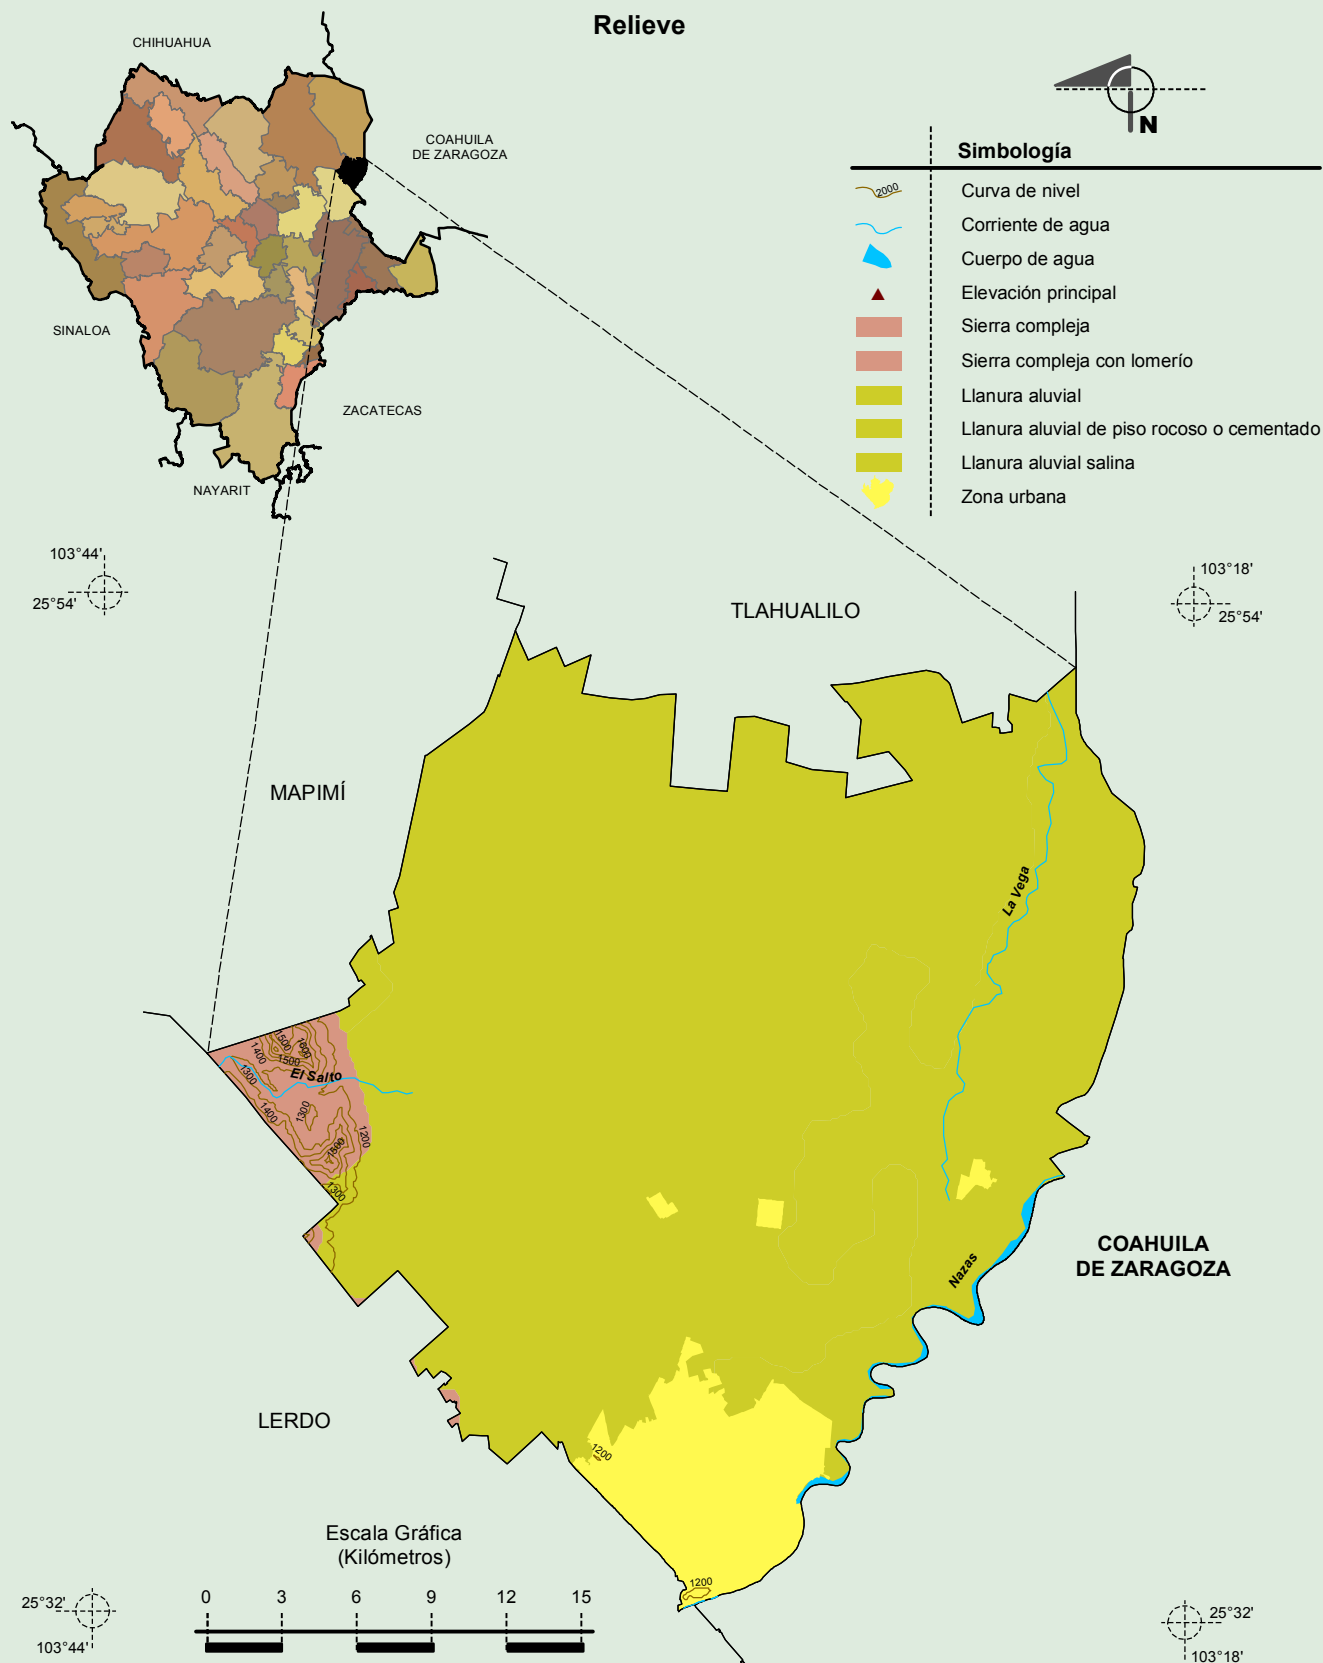 Relieve
CHIHUAHUA
COAHUILA
DE ZARAGOZA
SINALOA
ZACATECAS
NAYARIT
N
Simbología
2000
Curva de nivel
Corriente de agua
Cuerpo de agua
Elevación principal
Sierra compleja
Sierra compleja con lomerío
Llanura aluvial
Llanura aluvial de piso rocoso o cementado
Llanura aluvial salina
Zona urbana
103°44'
25°54'
103°18'
25°54'
TLAHUALILO
MAPIMÍ
La Vega
1500
1600
1400
1500
1300
El Salto
1400
1300
1200
1500
1300
COAHUILA
DE ZARAGOZA
Nazas
LERDO
1200
1200
Escala Gráfica
(Kilómetros)
0 3 6 9 12 15
25°32'
103°44'
25°32'
103°18'